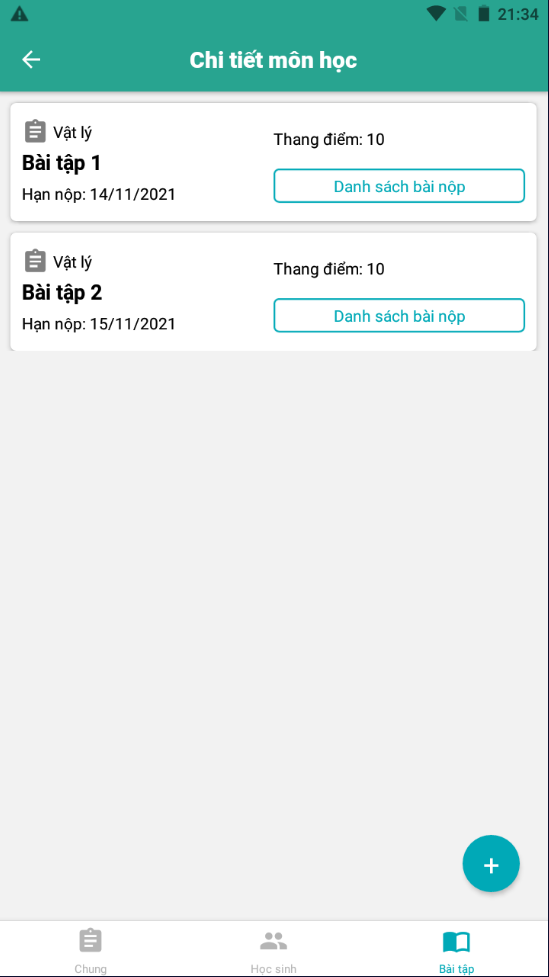 21:34
Chi tiết môn học
Vật lý
Bài tập 1
Hạn nộp: 14/11/2021
Thang điểm: 10
Danh sách bài nộp
Vật lý
Bài tập 2
Hạn nộp: 15/11/2021
Thang điểm: 10
Danh sách bài nộp
+
Chung
Học sinh
Bài tập